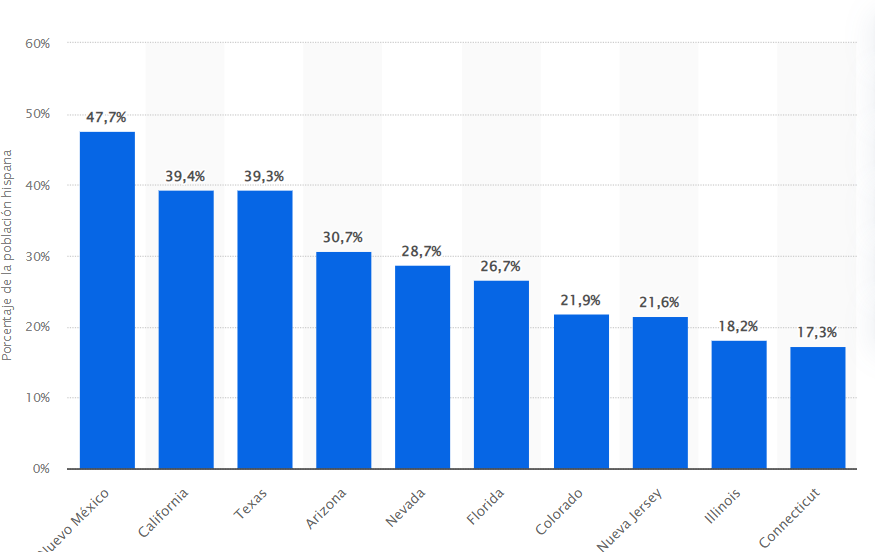 Porcentaje de la población hispana
60%
50%
40%
30%
20%
10%
0%
47,7%
39,4%
39,3%
30,7%
28,7%
26,7%
21,9%
21,6%
18,2%
17,3%
Nuevo México
California
Texas
Arizona
Nevada
Florida
Colorado
Nueva Jersey
Illinois
Connecticut